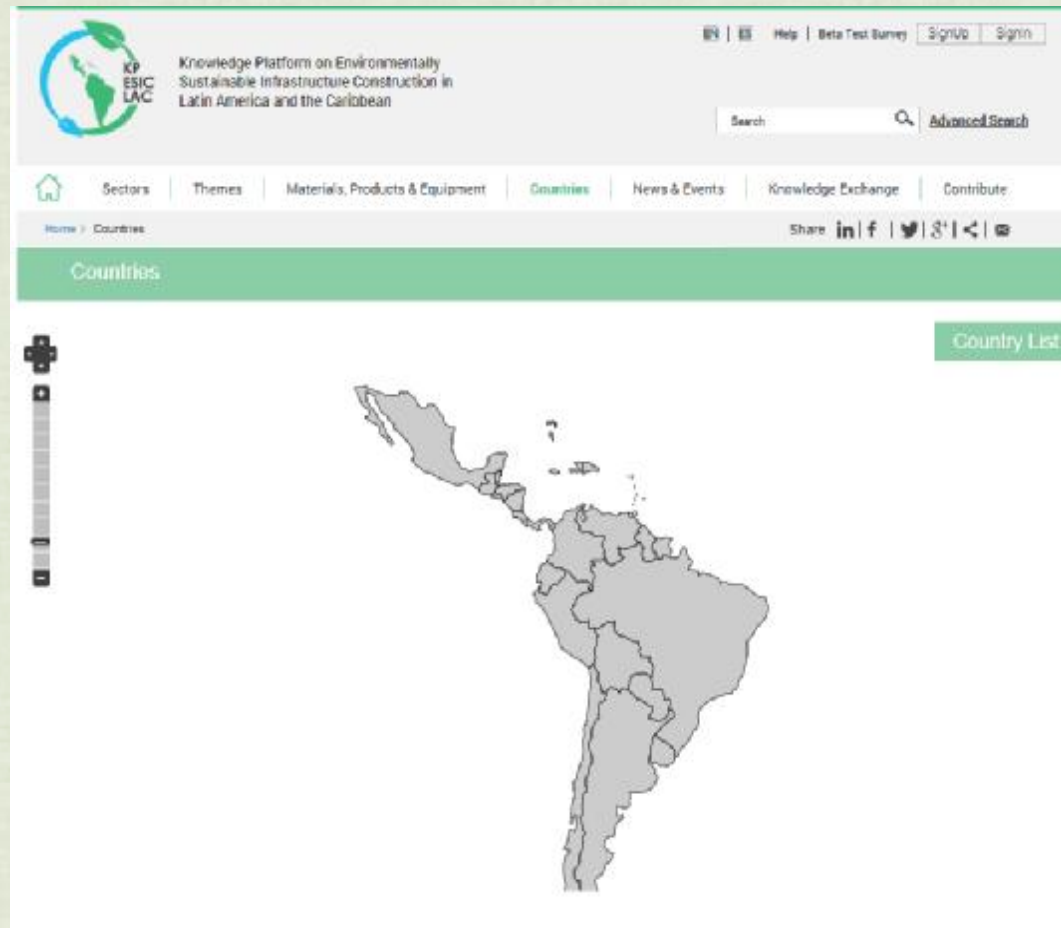 EN | ES Help | Beta Test Survey SignUp SignIn
KP
ESIC
LAC
Knowledge Platform on Environmentally
Sustainable Infrastructure Construction in
Latin America and the Caribbean
Search Advanced Search
Sectors | Themes | Materials, Products & Equipment | Countries | News & Events | Knowledge Exchange | Contribute
Home > Countries
Share in | f | | g+ | |
Countries
Country List